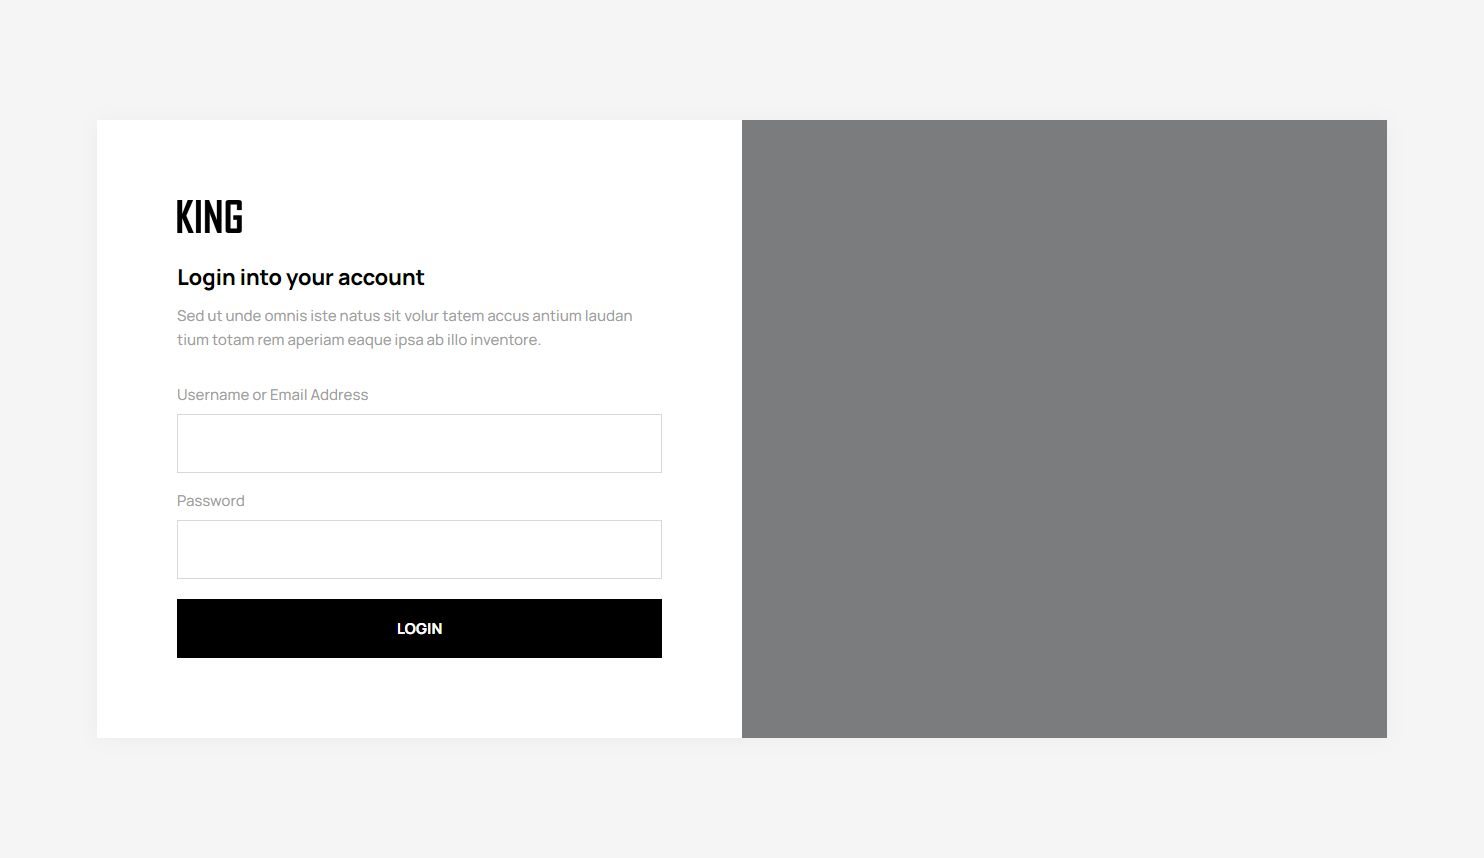 KING
Login into your account
Sed ut unde omnis iste natus sit volur tatem accus antium laudan
tium totam rem aperiam eaque ipsa ab illo inventore.
Username or Email Address
Password
LOGIN